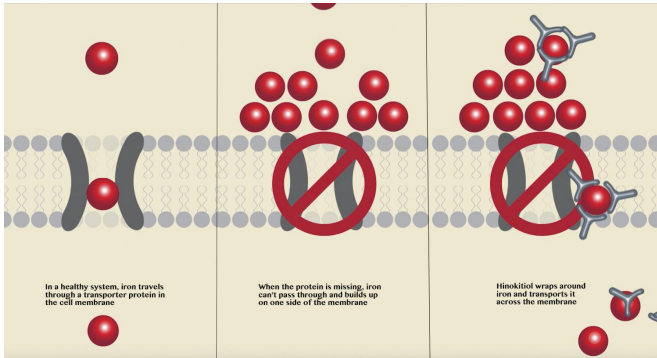 In a healthy system, iron travels
through a transporter protein in
the cell membrane
When the protein is missing, iron
can't pass through and builds up
on one side of the membrane
Hinokitiol wraps around
iron and transports it
across the membrane